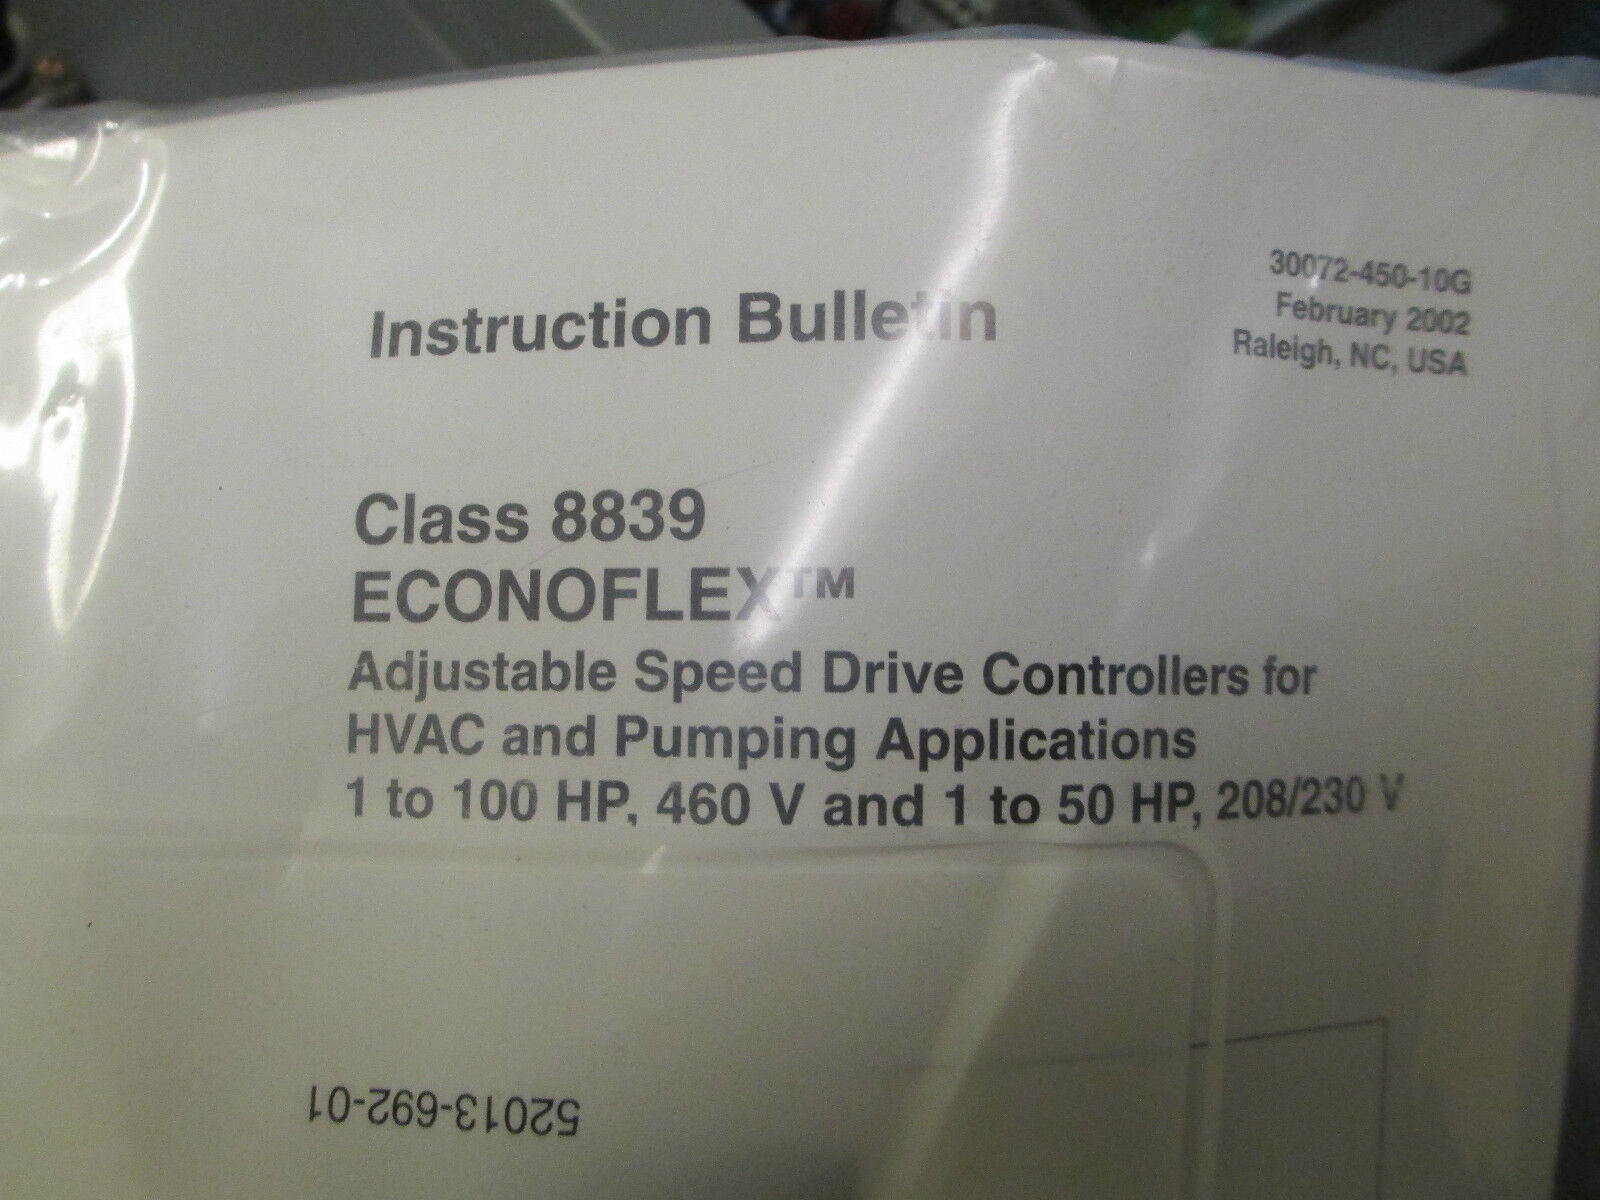 30072-450-10G
February 2002
Raleigh, NC, USA
Instruction Bulletin
Class 8839
ECONOFLEX™
Adjustable Speed Drive Controllers for
HVAC and Pumping Applications
1 to 100 HP, 460 V and 1 to 50 HP, 208/230 V
52013-692-01